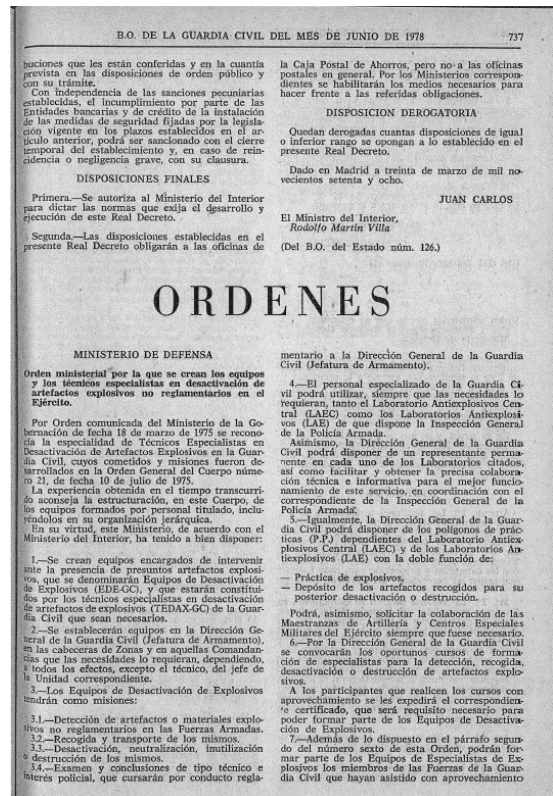 B.O. DE LA GUARDIA CIVIL DEL MES DE JUNIO DE 1978 737
buciones que les están conferidas y en la cuantía
prevista en las disposiciones de orden público y
con su trámite.
Con independencia de las sanciones pecuniarias
establecidas, el incumplimiento por parte de las
Entidades bancarias y de crédito de la instalación
de las medidas de seguridad fijadas por la legisla-
ción vigente en los plazos establecidos en el ar-
tículo anterior, podrá ser sancionado con el cierre
temporal del establecimiento y, en caso de rein-
cidencia o negligencia grave, con su clausura.
DISPOSICIONES FINALES
Primera.—Se autoriza al Ministerio del Interior
para dictar las normas que exija el desarrollo y
ejecución de este Real Decreto.
Segunda.—Las disposiciones establecidas en el
presente Real Decreto obligarán a las oficinas de
la Caja Postal de Ahorros, pero no a las oficinas
postales en general. Por los Ministerios correspon-
dientes se habilitarán los medios necesarios para
hacer frente a las referidas obligaciones.
DISPOSICION DEROGATORIA
Quedan derogadas cuantas disposiciones de igual
o inferior rango se opongan a lo establecido en el
presente Real Decreto.
Dado en Madrid a treinta de marzo de mil no-
vecientos setenta y ocho.
JUAN CARLOS
El Ministro del Interior,
Rodolfo Martín Villa
(Del B.O. del Estado núm. 126.)
ORDENES
MINISTERIO DE DEFENSA
Orden ministerial por la que se crean los equipos
y los técnicos especialistas en desactivación de
artefactos explosivos no reglamentarios en el
Ejército.
Por Orden comunicada del Ministerio de la Go-
bernación de fecha 18 de marzo de 1975 se recono-
cía la especialidad de Técnicos Especialistas en
Desactivación de Artefactos Explosivos en la Guar-
dia Civil, cuyos cometidos y misiones fueron de-
sarrollados en la Orden General del Cuerpo núme-
ro 21, de fecha 10 de julio de 1975.
La experiencia obtenida en el tiempo transcurri-
do aconseja la estructuración, en este Cuerpo, de
los equipos formados por personal titulado, inclu-
yéndolos en su organización jerárquica.
En su virtud, este Ministerio, de acuerdo con el
Ministerio del Interior, ha tenido a bien disponer:
1.—Se crean equipos encargados de intervenir
ante la presencia de presuntos artefactos explosi-
vos, que se denominarán Equipos de Desactivación
de Explosivos (EDE-GC), y que estarán constitui-
dos por los técnicos especialistas en desactivación
de artefactos de explosivos (TEDAX-GC) de la Guar-
dia Civil que sean necesarios.
2.—Se establecerán equipos en la Dirección Ge-
neral de la Guardia Civil (Jefatura de Armamento),
en las cabeceras de Zonas y en aquellas Comandan-
cias que las necesidades lo requieran, dependiendo,
a todos los efectos, excepto el técnico, del jefe de
la Unidad correspondiente.
3.—Los Equipos de Desactivación de Explosivos
tendrán como misiones:
3.1.—Detección de artefactos o materiales explo-
sivos no reglamentarios en las Fuerzas Armadas.
3.2.—Recogida y transporte de los mismos.
3.3.—Desactivación, neutralización, inutilización
o destrucción de los mismos.
3.4.—Examen y conclusiones de tipo técnico e
interés policial, que cursarán por conducto regla-
mentario a la Dirección General de la Guardia
Civil (Jefatura de Armamento).
4.—El personal especializado de la Guardia Ci-
vil podrá utilizar, siempre que las necesidades lo
requieran, tanto el Laboratorio Antiexplosivos Cen-
tral (LAEC) como los Laboratorios Antiexplosi-
vos (LAE) de que dispone la Inspección General
de la Policía Armada.
Asimismo, la Dirección General de la Guardia
Civil podrá disponer de un representante perma-
nente en cada uno de los Laboratorios citados,
así como facilitar y obtener la precisa colabora-
ción técnica e informativa para el mejor funcio-
namiento de este servicio, en coordinación con el
correspondiente de la Inspección General de la
Policía Armada.
5.—Igualmente, la Dirección General de la Guar-
dia Civil podrá disponer de los polígonos de prác-
ticas (P.P.) dependientes del Laboratorio Antiex-
plosivos Central (LAEC) y de los Laboratorios An-
tiexplosivos (LAE) con la doble función de:
— Práctica de explosivos.
— Depósito de los artefactos recogidos para su
posterior desactivación o destrucción.
Podrá, asimismo, solicitar la colaboración de las
Maestranzas de Artillería y Centros Especiales
Militares del Ejército siempre que fuese necesario.
6.—Por la Dirección General de la Guardia Civil
se convocarán los oportunos cursos de forma-
ción de especialistas para la detección, recogida,
desactivación o destrucción de artefactos explo-
sivos.
A los participantes que realicen los cursos con
aprovechamiento se les expedirá el correspondien-
te certificado, que será requisito necesario para
poder formar parte de los Equipos de Desactiva-
ción de Explosivos.
7.—Además de lo dispuesto en el párrafo segun-
do del número sexto de esta Orden, podrán for-
mar parte de los Equipos de Especialistas de Ex-
plosivos los miembros de las Fuerzas de la Guar-
dia Civil que hayan asistido con aprovechamiento